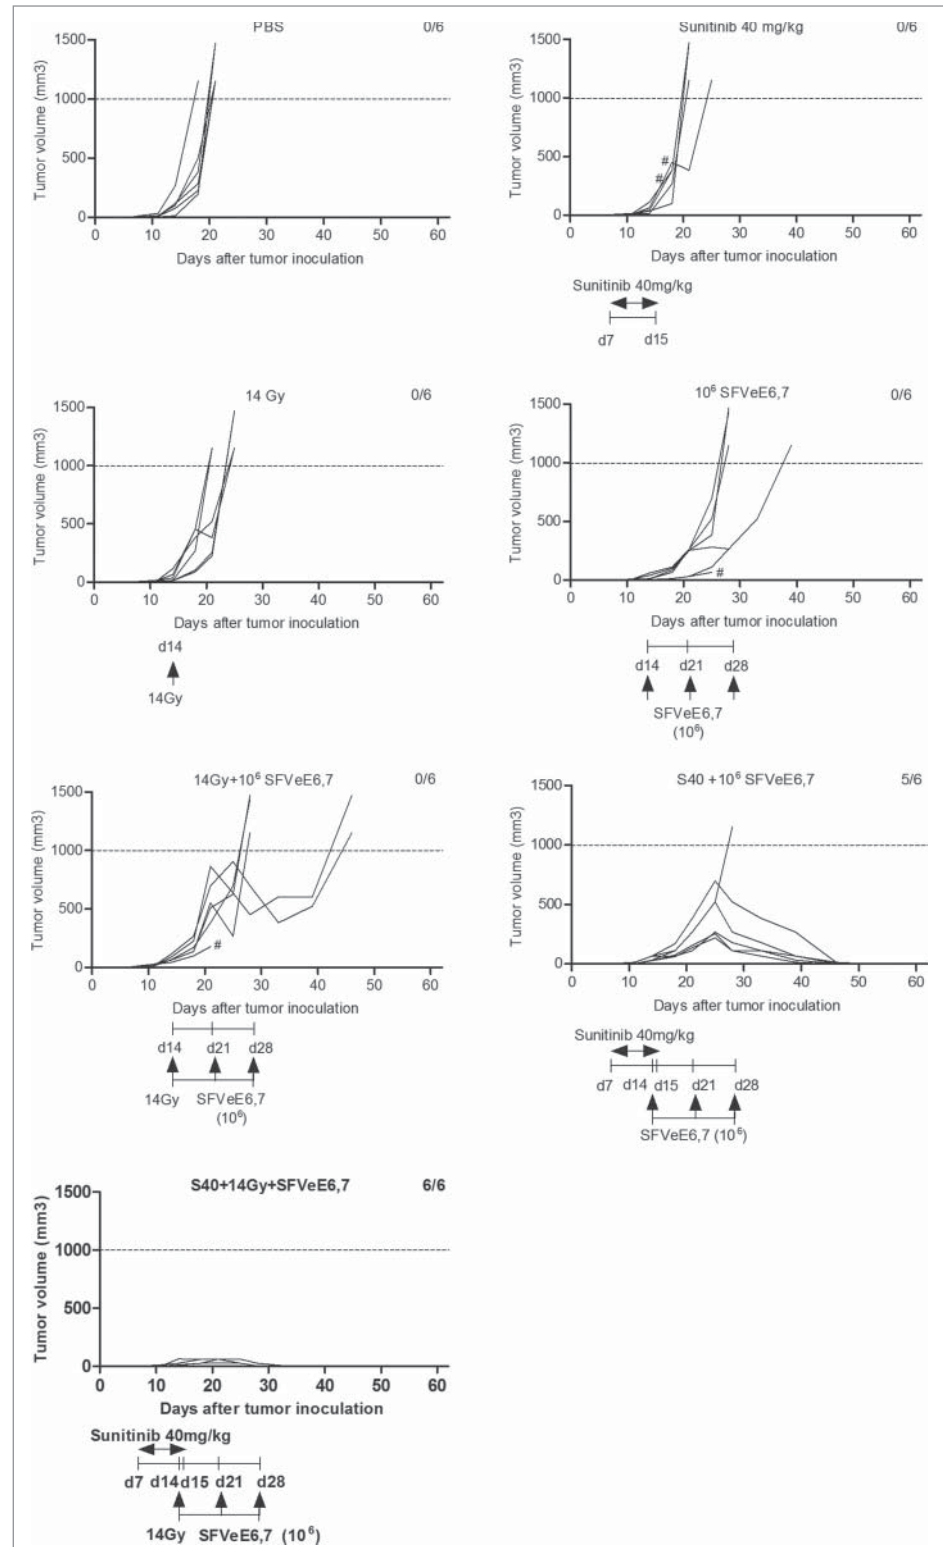 PBS
0/6
Tumor volume (mm3)
1500
1000
500
0
0 10 20 30 40 50 60
Days after tumor inoculation
Sunitinib 40 mg/kg
0/6
Tumor volume (mm3)
1500
1000
500
0
#
#
0 10 20 30 40 50 60
Days after tumor inoculation
Sunitinib 40mg/kg
d7 d15
14 Gy
0/6
Tumor volume (mm3)
1500
1000
500
0
0 10 20 30 40 50 60
Days after tumor inoculation
d14
14Gy
10⁶ SFVeE6,7
0/6
Tumor volume (mm3)
1500
1000
500
0
#
0 10 20 30 40 50 60
Days after tumor inoculation
d14 d21 d28
SFVeE6,7
(10⁶)
14Gy+10⁶ SFVeE6,7
0/6
Tumor volume (mm3)
1500
1000
500
0
#
0 10 20 30 40 50 60
Days after tumor inoculation
d14 d21 d28
14Gy SFVeE6,7
(10⁶)
S40 +10⁶ SFVeE6,7
5/6
Tumor volume (mm3)
1500
1000
500
0
0 10 20 30 40 50 60
Days after tumor inoculation
Sunitinib 40mg/kg
d7 d14 d15 d21 d28
SFVeE6,7 (10⁶)
S40+14Gy+SFVeE6,7
6/6
Tumor volume (mm3)
1500
1000
500
0
0 10 20 30 40 50 60
Days after tumor inoculation
Sunitinib 40mg/kg
d7 d14 d15 d21 d28
14Gy SFVeE6,7 (10⁶)